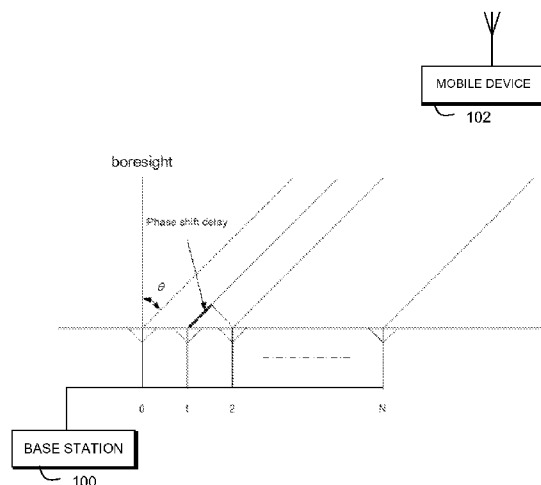 MOBILE DEVICE
102
boresight
Phase shift delay
θ
0 1 2 N
BASE STATION
100